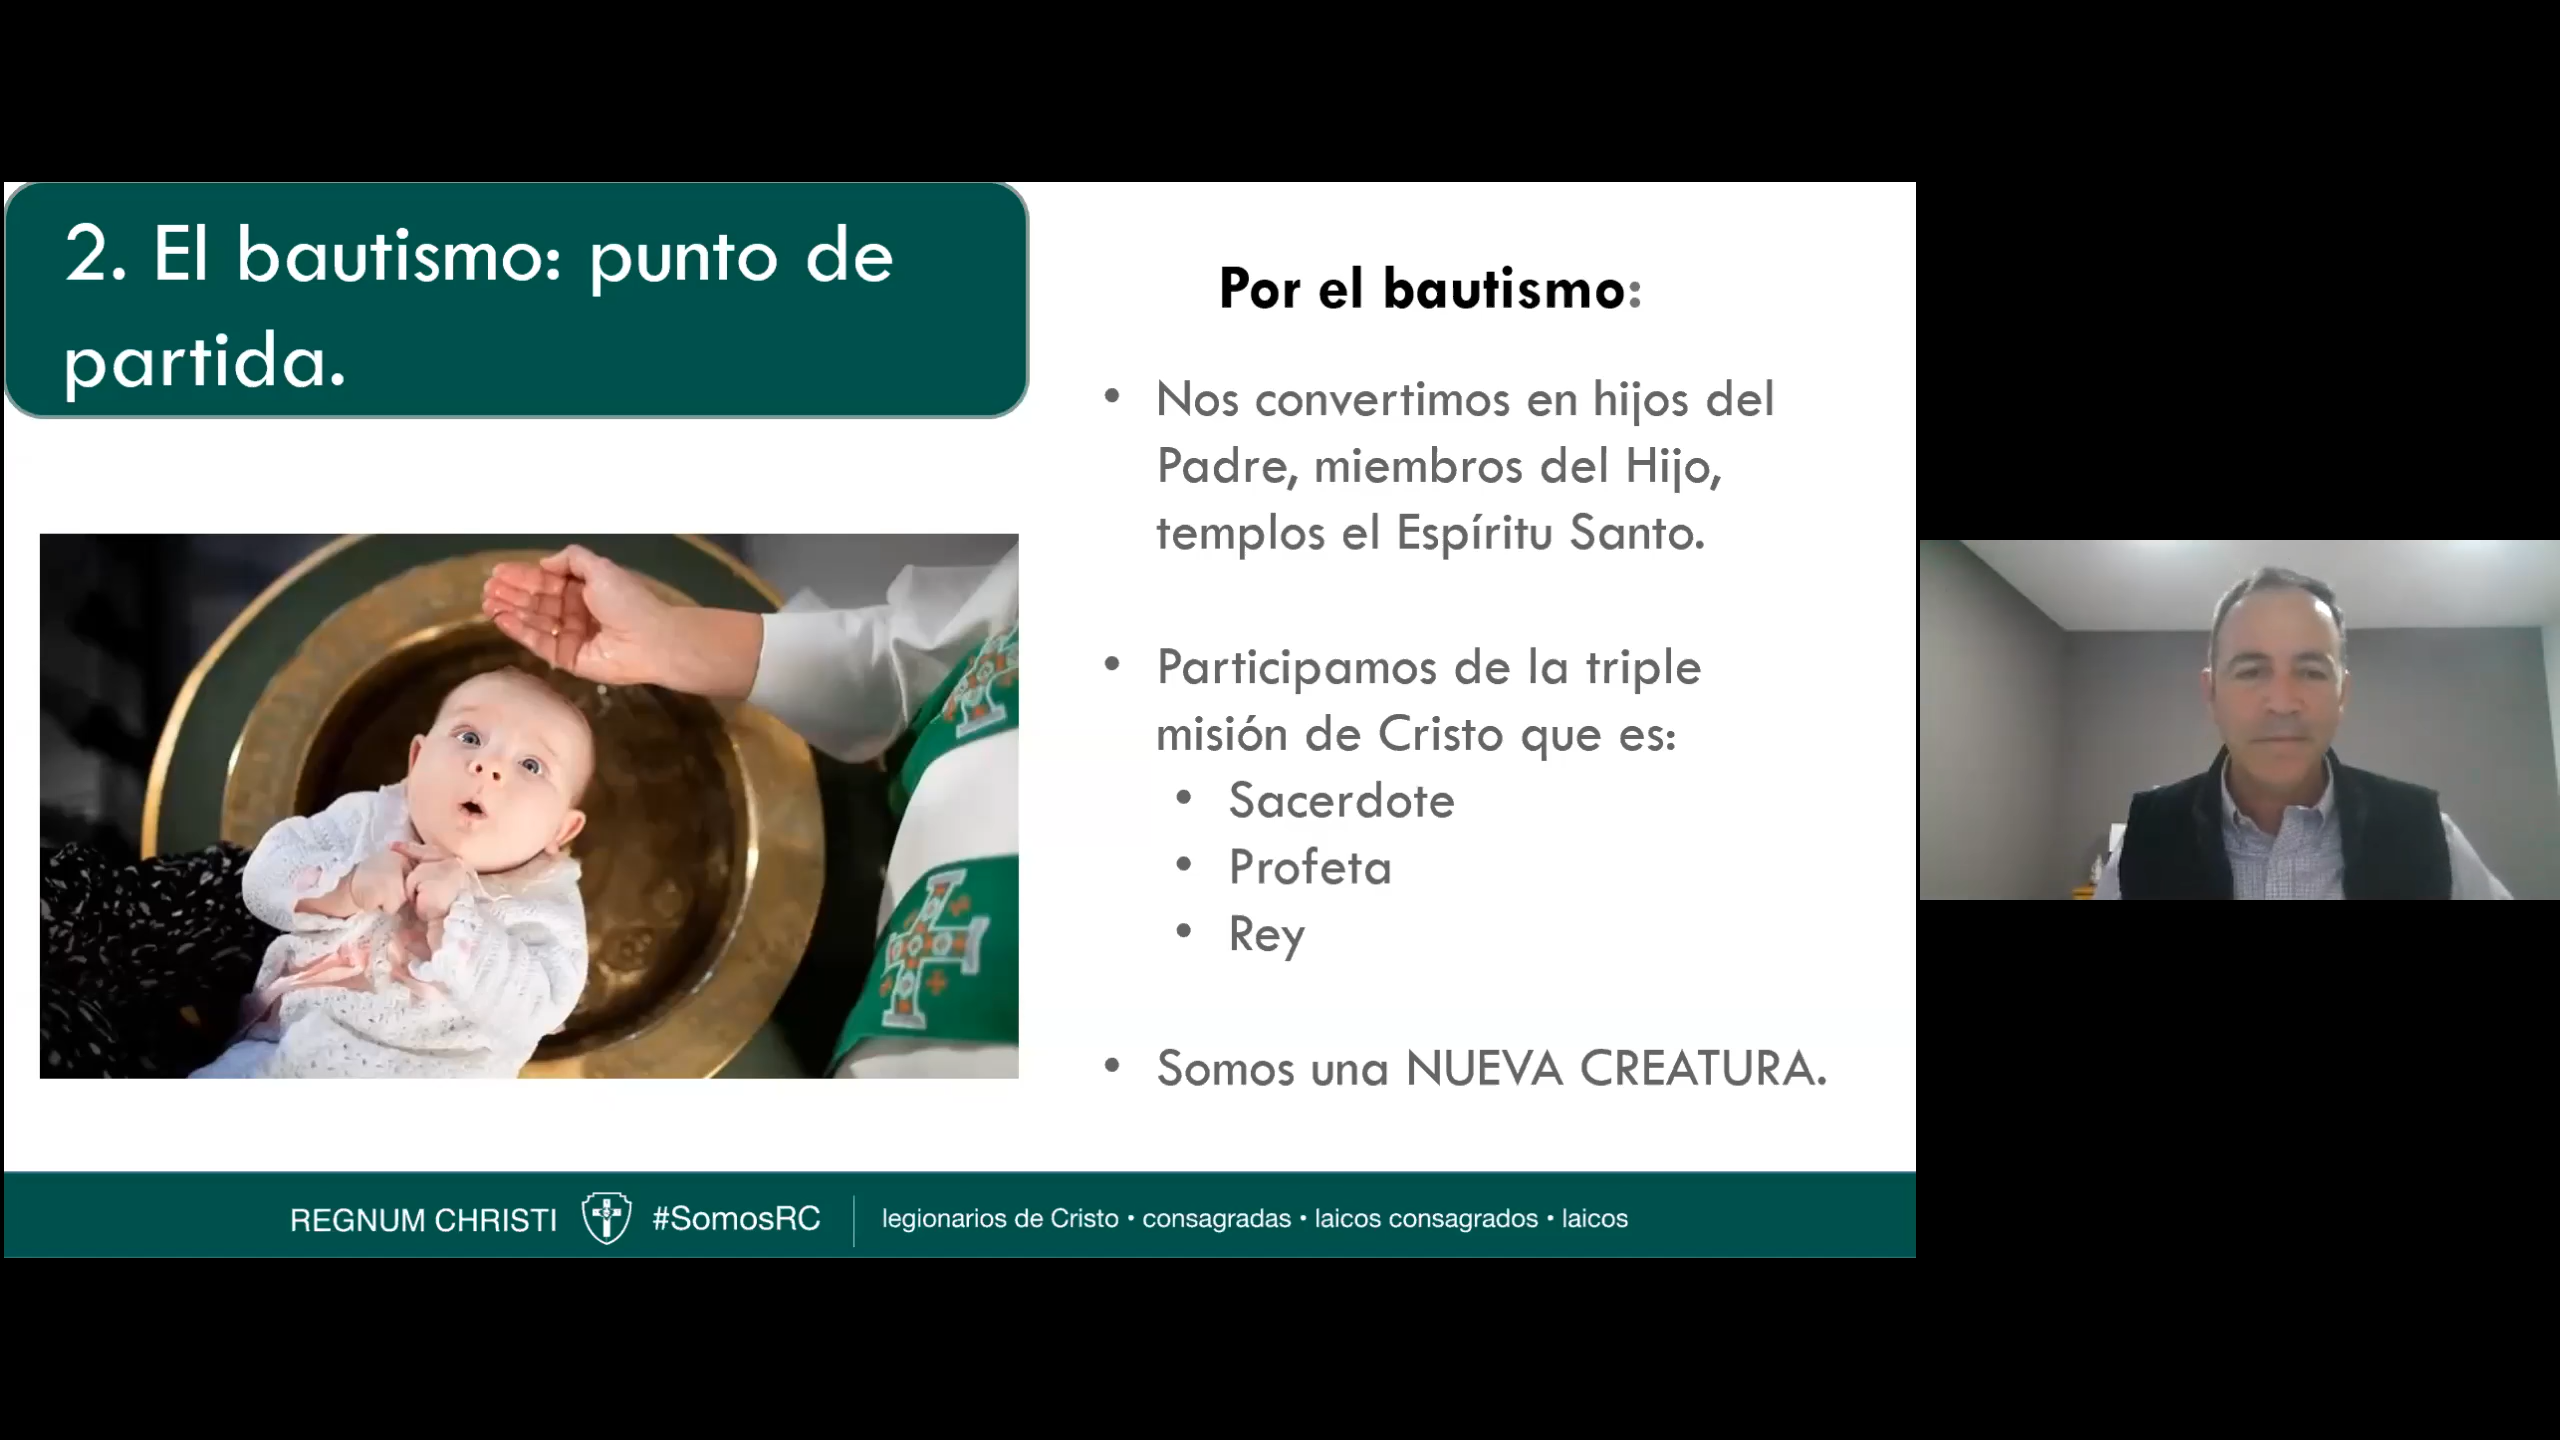 2. El bautismo: punto de
partida.
Por el bautismo:
• Nos convertimos en hijos del
Padre, miembros del Hijo,
templos el Espíritu Santo.
• Participamos de la triple
misión de Cristo que es:
• Sacerdote
• Profeta
• Rey
• Somos una NUEVA CREATURA.
REGNUM CHRISTI #SomosRC legionarios de Cristo • consagradas • laicos consagrados • laicos